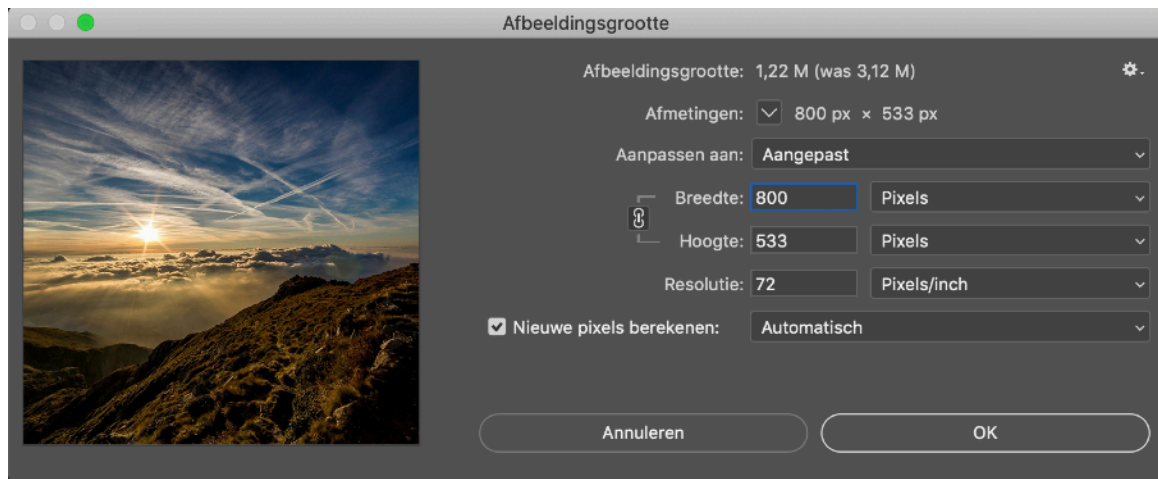 Afbeeldingsgrootte
Afbeeldingsgrootte: 1,22 M (was 3,12 M)
Afmetingen: 800 px × 533 px
Aanpassen aan: Aangepast
Breedte: 800 Pixels
Hoogte: 533 Pixels
Resolutie: 72 Pixels/inch
Nieuwe pixels berekenen: Automatisch
Annuleren OK